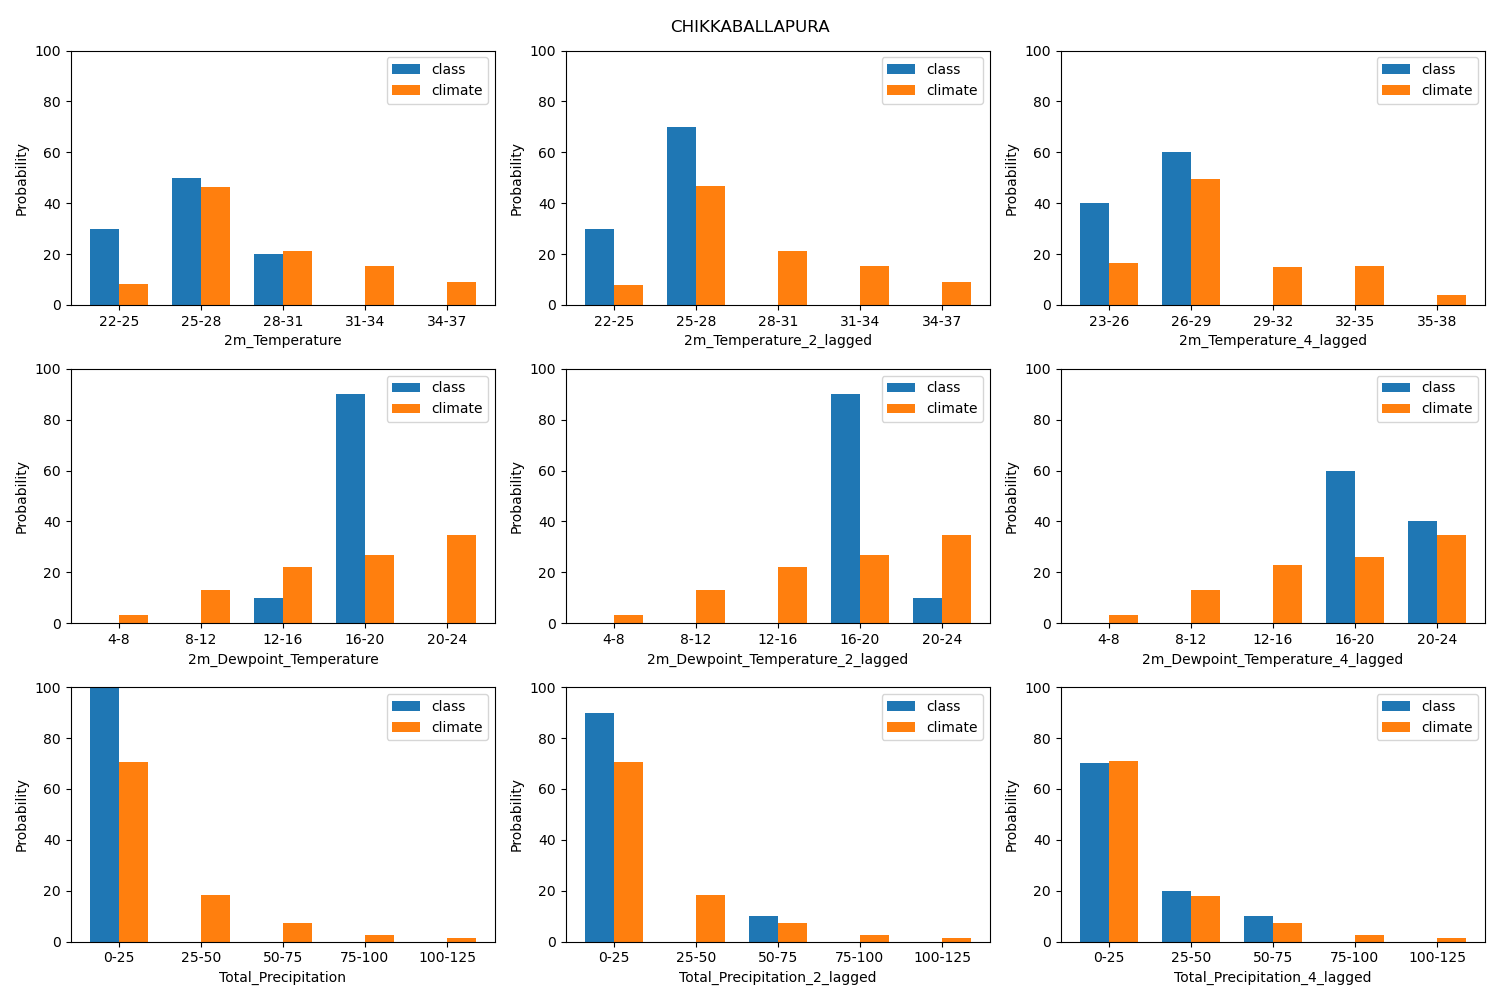 CHIKKABALLAPURA
100
80
60
40
20
0
Probability
class
climate
22-25 25-28 28-31 31-34 34-37
2m_Temperature
100
80
60
40
20
0
Probability
class
climate
22-25 25-28 28-31 31-34 34-37
2m_Temperature_2_lagged
100
80
60
40
20
0
Probability
class
climate
23-26 26-29 29-32 32-35 35-38
2m_Temperature_4_lagged
100
80
60
40
20
0
Probability
class
climate
4-8 8-12 12-16 16-20 20-24
2m_Dewpoint_Temperature
100
80
60
40
20
0
Probability
class
climate
4-8 8-12 12-16 16-20 20-24
2m_Dewpoint_Temperature_2_lagged
100
80
60
40
20
0
Probability
class
climate
4-8 8-12 12-16 16-20 20-24
2m_Dewpoint_Temperature_4_lagged
100
80
60
40
20
0
Probability
class
climate
0-25 25-50 50-75 75-100 100-125
Total_Precipitation
100
80
60
40
20
0
Probability
class
climate
0-25 25-50 50-75 75-100 100-125
Total_Precipitation_2_lagged
100
80
60
40
20
0
Probability
class
climate
0-25 25-50 50-75 75-100 100-125
Total_Precipitation_4_lagged